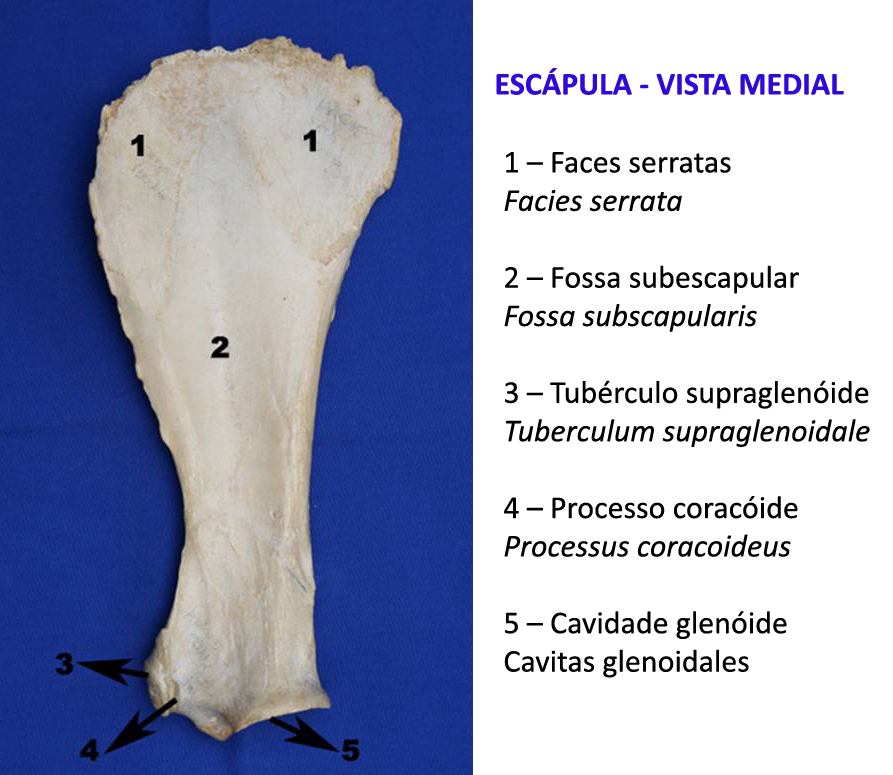 ESCÁPULA - VISTA MEDIAL
1 – Faces serratas
Facies serrata
2 – Fossa subescapular
Fossa subscapularis
3 – Tubérculo supraglenóide
Tuberculum supraglenoidale
4 – Processo coracóide
Processus coracoideus
5 – Cavidade glenóide
Cavitas glenoidales
1 1
2
3
4
5